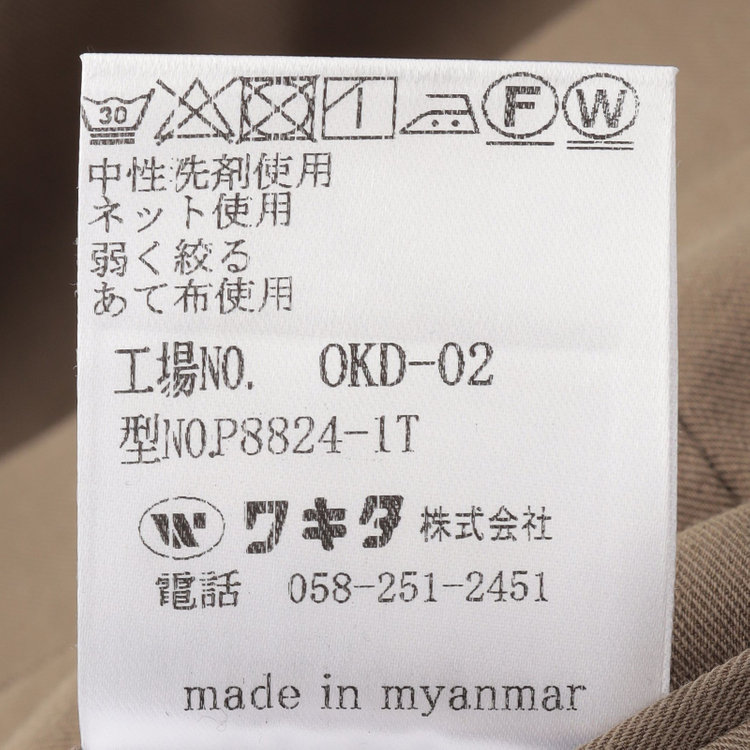 30 F W
中性洗剤使用
ネット使用
弱く絞る
あて布使用
工場NO. OKD-02
型NO.P8824-1T
W ワキタ 株式会社
電話 058-251-2451
made in myanmar